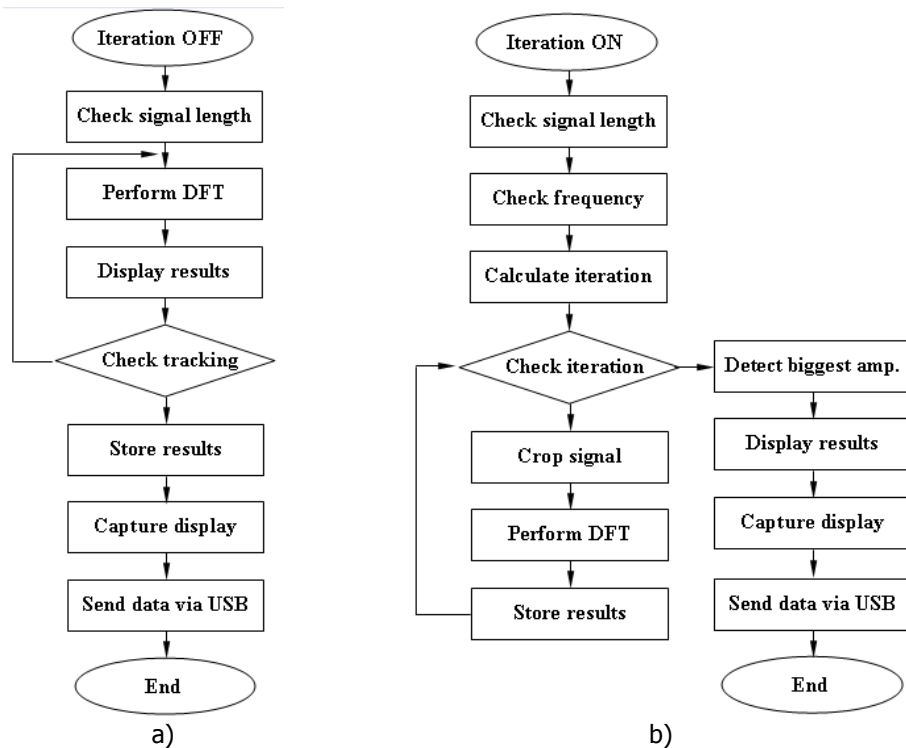 Iteration OFF
Check signal length
Perform DFT
Display results
Check tracking
Store results
Capture display
Send data via USB
End
a)
Iteration ON
Check signal length
Check frequency
Calculate iteration
Check iteration
Crop signal
Perform DFT
Store results
Detect biggest amp.
Display results
Capture display
Send data via USB
End
b)